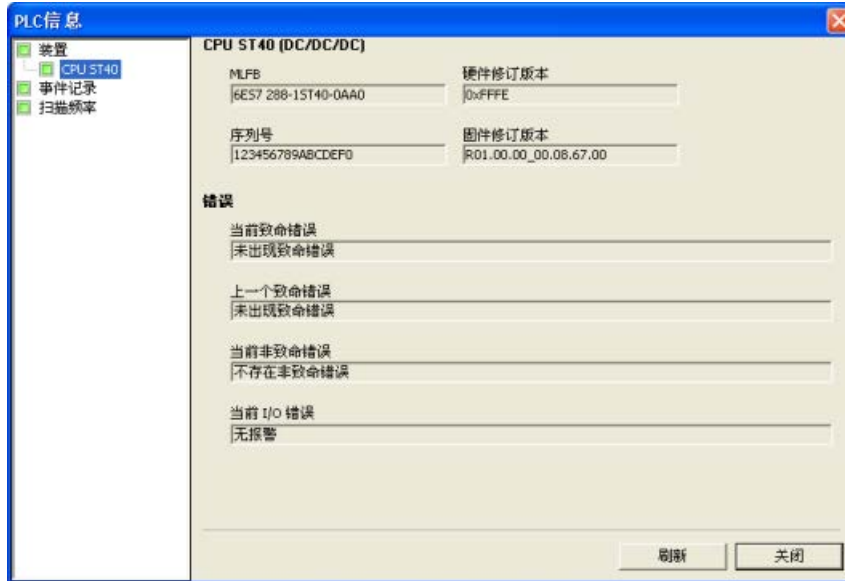 PLC信息
装置
CPU ST40
事件记录
扫描频率
CPU ST40 (DC/DC/DC)
MLFB
6ES7 288-1ST40-0AA0
硬件修订版本
0xFFFE
序列号
123456789ABCDEF0
固件修订版本
R01.00.00_00.08.67.00
错误
当前致命错误
未出现致命错误
上一个致命错误
未出现致命错误
当前非致命错误
不存在非致命错误
当前 I/O 错误
无报警
刷新
关闭